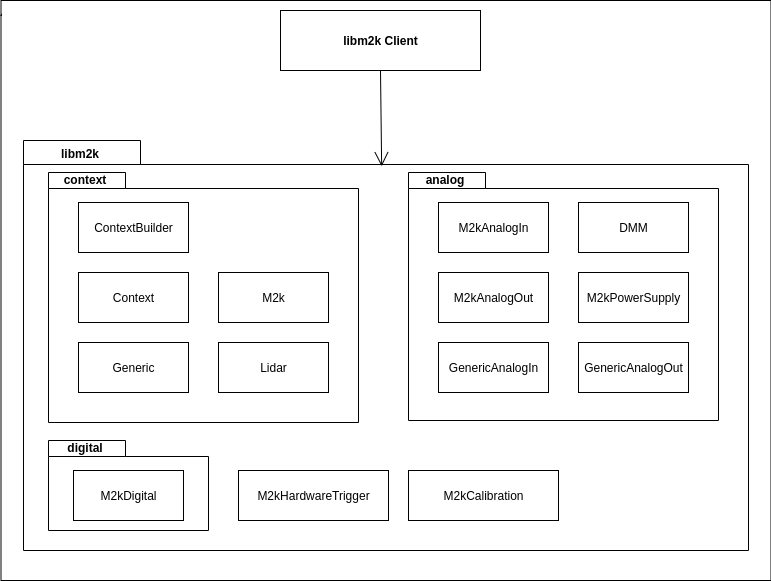 libm2k Client
libm2k
context
ContextBuilder
Context
M2k
Generic
Lidar
analog
M2kAnalogIn
DMM
M2kAnalogOut
M2kPowerSupply
GenericAnalogIn
GenericAnalogOut
digital
M2kDigital
M2kHardwareTrigger
M2kCalibration